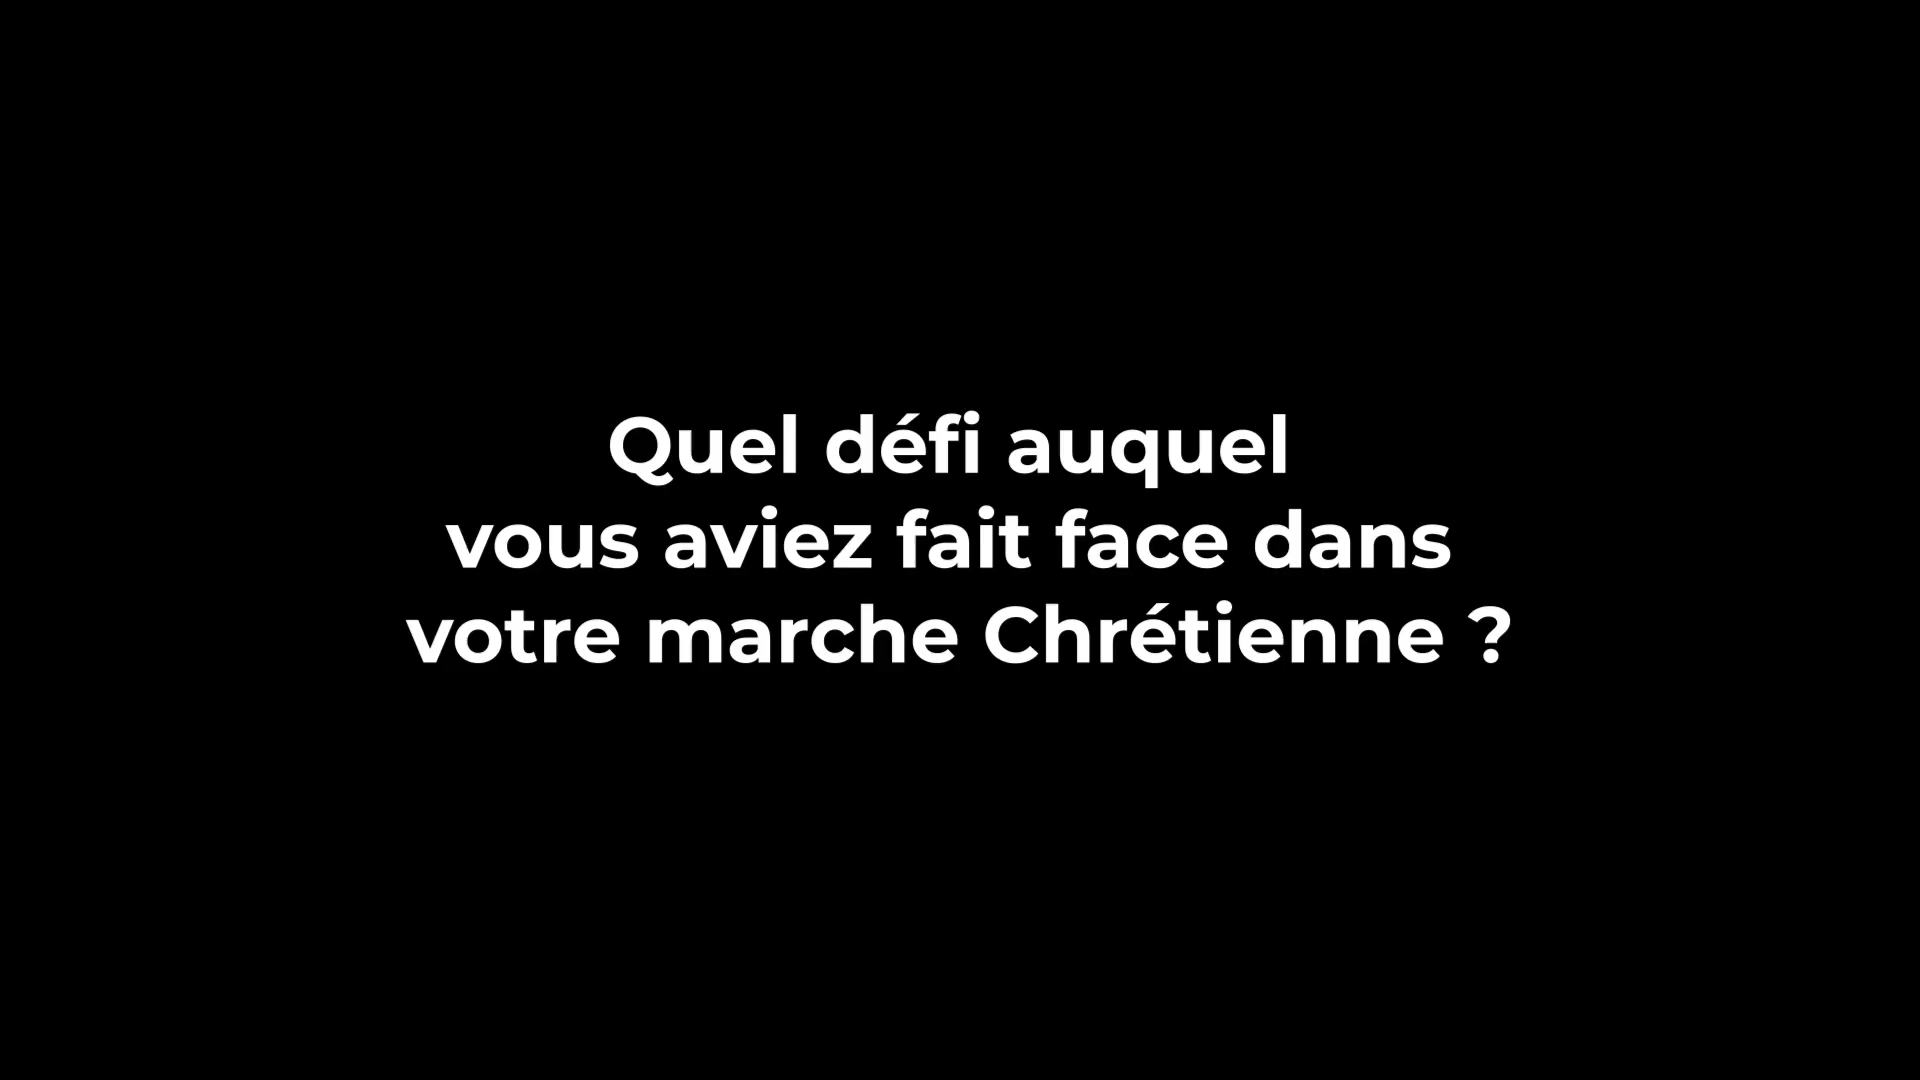 Quel défi auquel
vous aviez fait face dans
votre marche Chrétienne ?